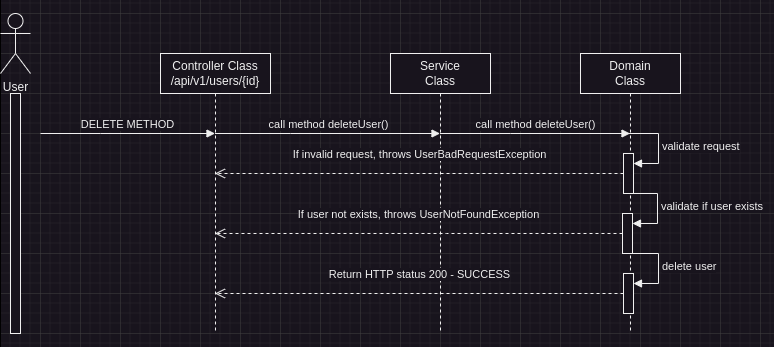 User
Controller Class
/api/v1/users/{id}
Service
Class
Domain
Class
DELETE METHOD
call method deleteUser()
call method deleteUser()
validate request
If invalid request, throws UserBadRequestException
validate if user exists
If user not exists, throws UserNotFoundException
delete user
Return HTTP status 200 - SUCCESS